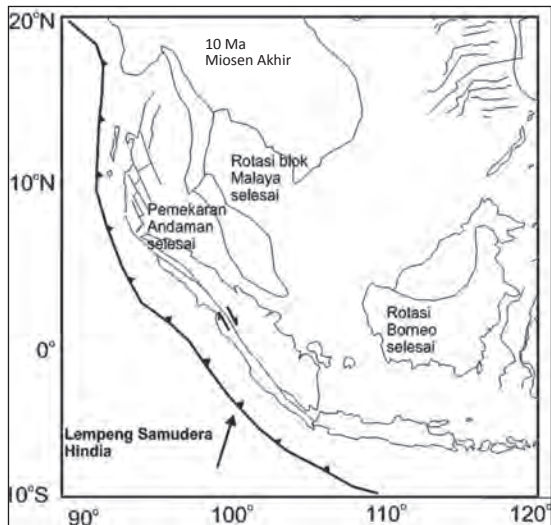 20°N
10 Ma
Miosen Akhir
Rotasi blok
Malaya
selesai
10°N
Pemekaran
Andaman
selesai
Rotasi
Borneo
selesai
0°
Lempeng Samudera
Hindia
10°S
90° 100° 110° 120°